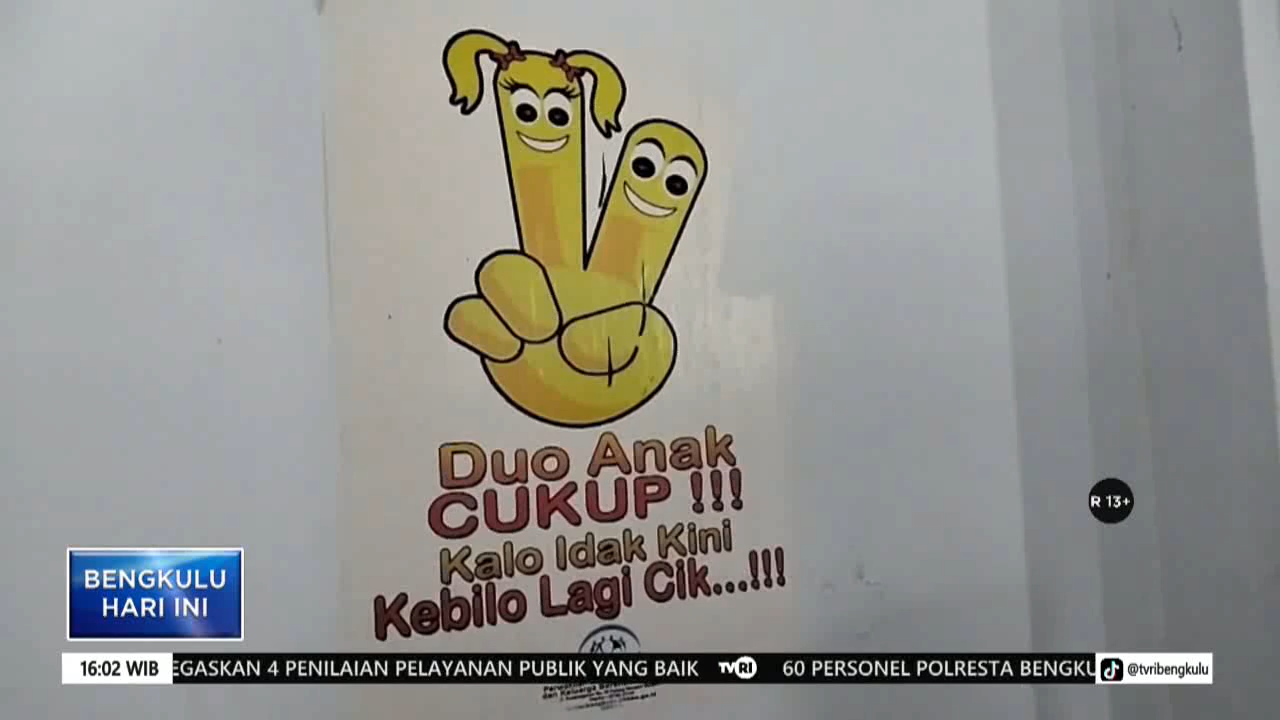 Duo Anak
CUKUP !!!
Kalo Idak Kini
Kebilo Lagi Cik...!!!
R 13+
BENGKULU
HARI INI
16:02 WIB
EGASKAN 4 PENILAIAN PELAYANAN PUBLIK YANG BAIK TVRI 60 PERSONEL POLRESTA BENGKU
@tvribengkulu